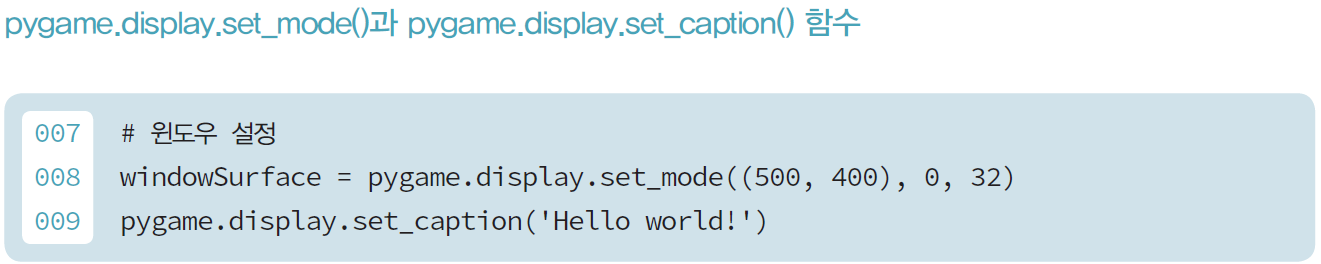 pygame.display.set_mode()과 pygame.display.set_caption() 함수
007 # 윈도우 설정
008 windowSurface = pygame.display.set_mode((500, 400), 0, 32)
009 pygame.display.set_caption('Hello world!')